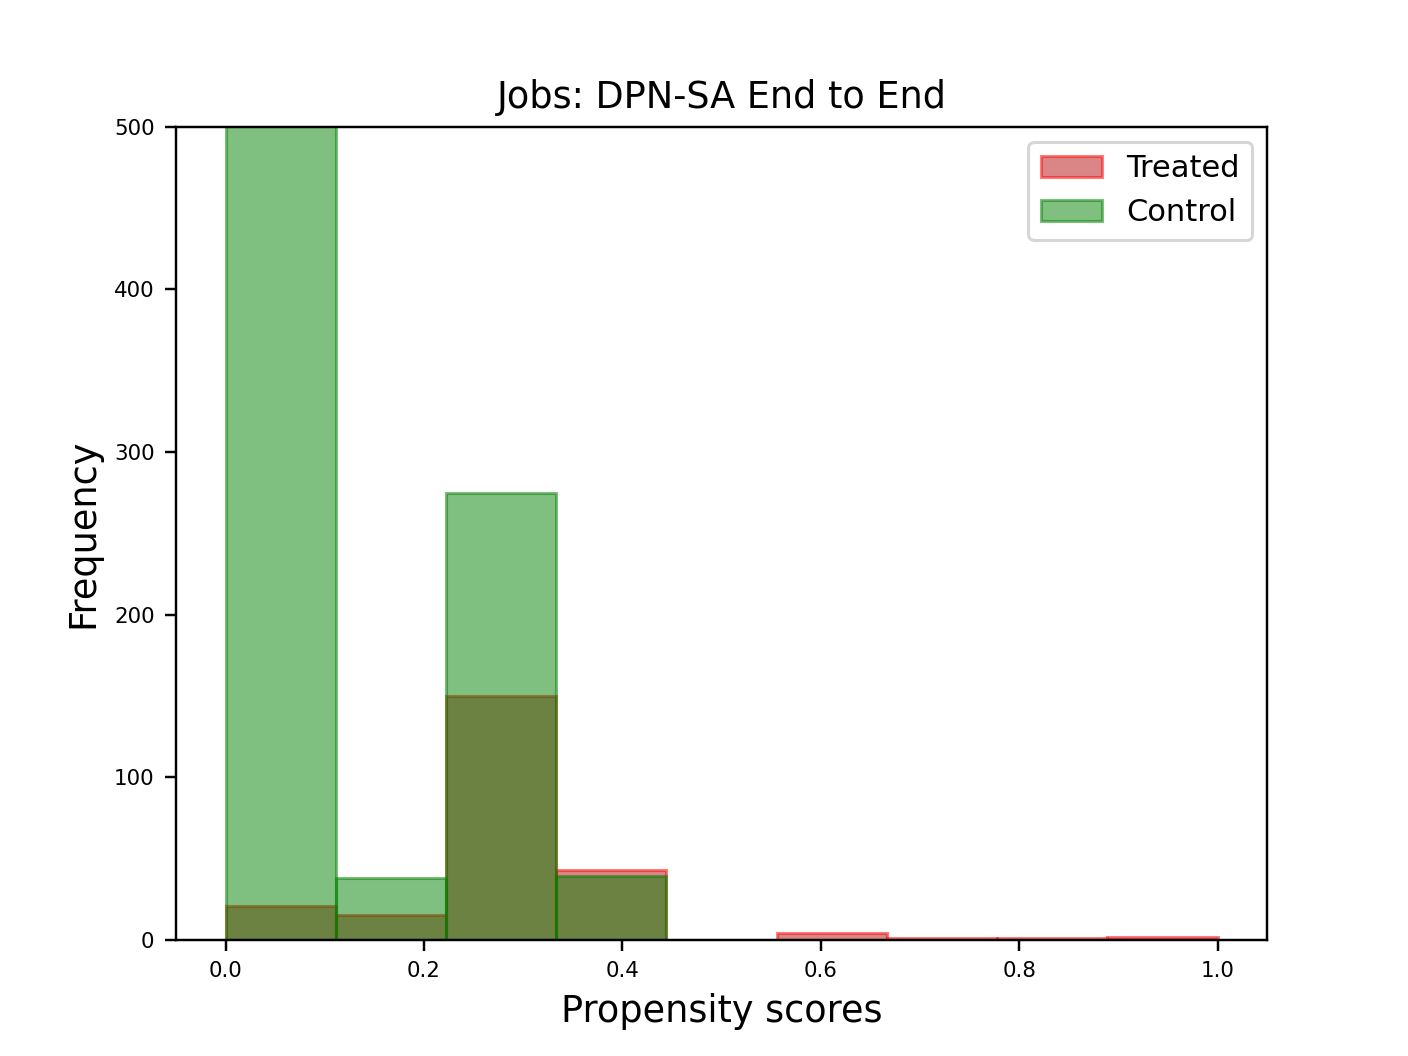 Jobs: DPN-SA End to End
Treated
Control
500
400
300
200
100
0
Frequency
0.0 0.2 0.4 0.6 0.8 1.0
Propensity scores